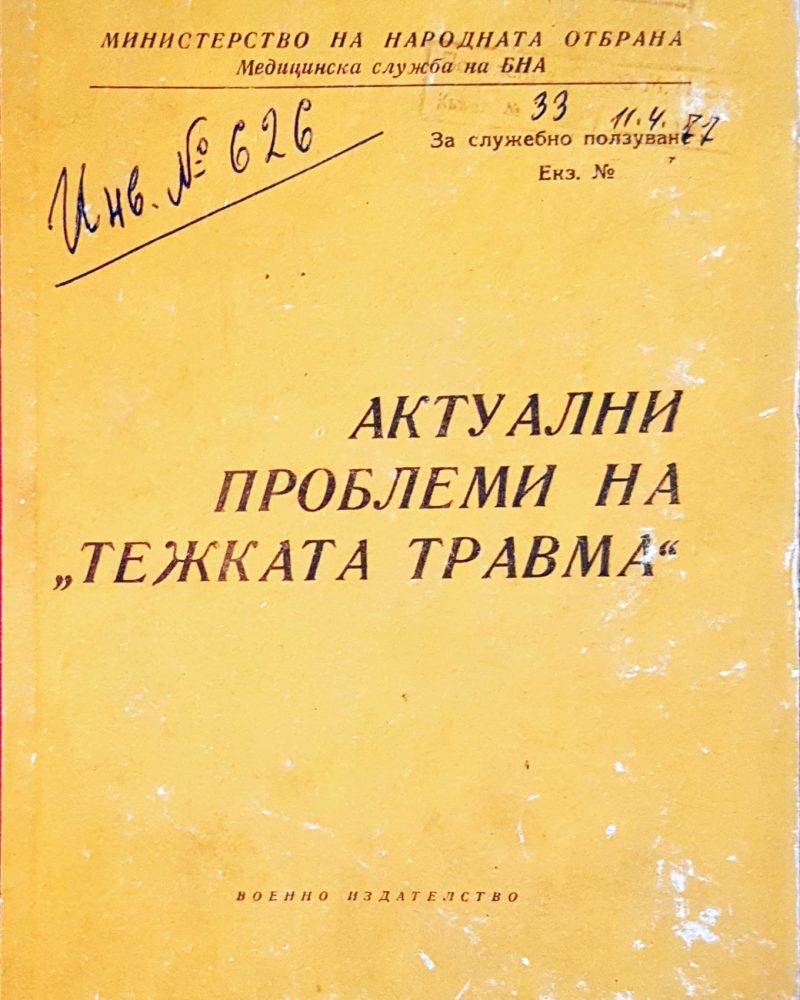 МИНИСТЕРСТВО НА НАРОДНАТА ОТБРАНА
Медицинска служба на БНА
№ 33 11.4.77
За служебно ползуване
Екз. №
Инв. № 626
АКТУАЛНИ
ПРОБЛЕМИ НА
„ТЕЖКАТА ТРАВМА“
ВОЕННО ИЗДАТЕЛСТВО